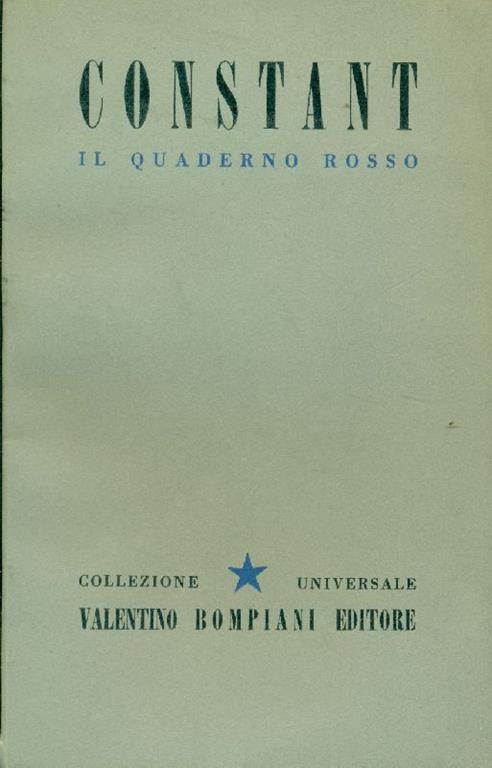 CONSTANT
IL QUADERNO ROSSO
COLLEZIONE UNIVERSALE
VALENTINO BOMPIANI EDITORE